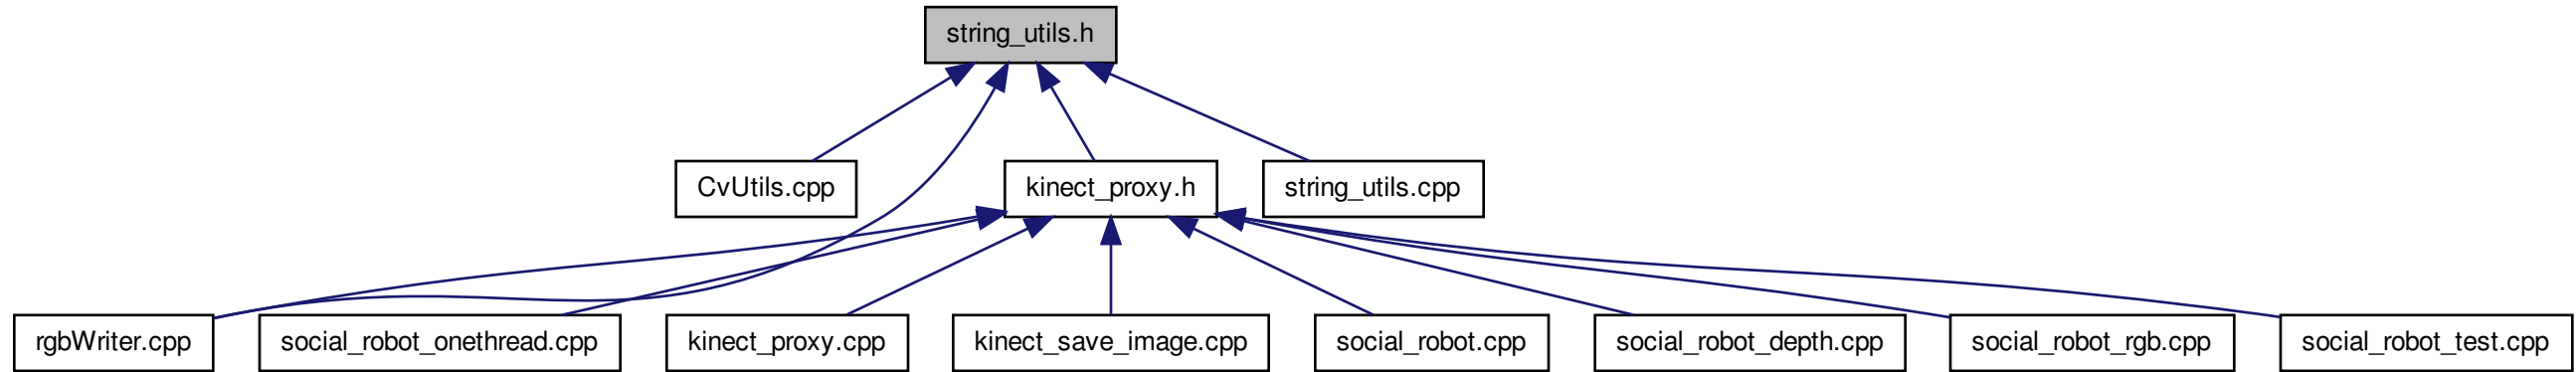 string_utils.h
CvUtils.cpp
kinect_proxy.h
string_utils.cpp
rgbWriter.cpp
social_robot_onethread.cpp
kinect_proxy.cpp
kinect_save_image.cpp
social_robot.cpp
social_robot_depth.cpp
social_robot_rgb.cpp
social_robot_test.cpp